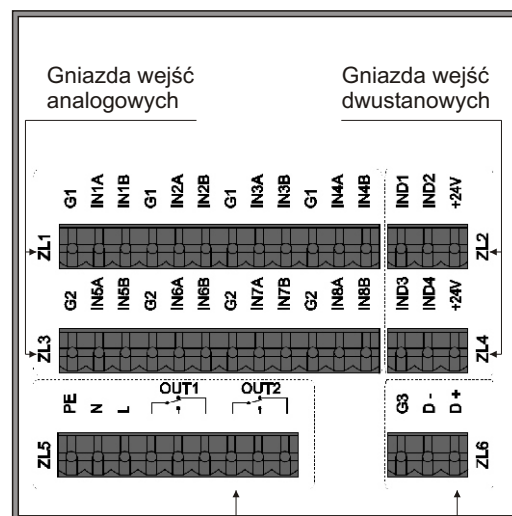 Gniazda wejść
analogowych
Gniazda wejść
dwustanowych
G1 IN1A IN1B G1 IN2A IN2B G1 IN3A IN3B G1 IN4A IN4B
IND1 IND2 +24V
ZL1
ZL2
G2 IN5A IN5B G2 IN6A IN6B G2 IN7A IN7B G2 IN8A IN8B
IND3 IND4 +24V
ZL3
ZL4
PE N L OUT1 OUT2
G3 D - D +
ZL5
ZL6